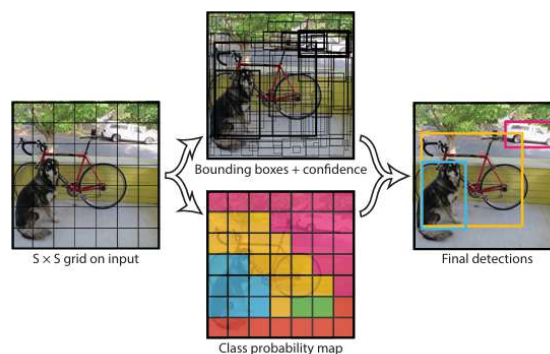 Bounding boxes + confidence
S × S grid on input
Final detections
Class probability map